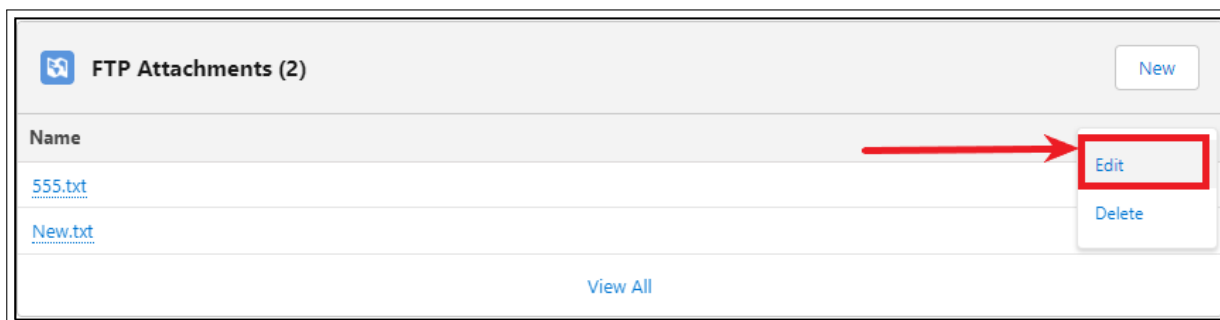 FTP Attachments (2)
New
Name
Edit
555.txt
Delete
New.txt
View All